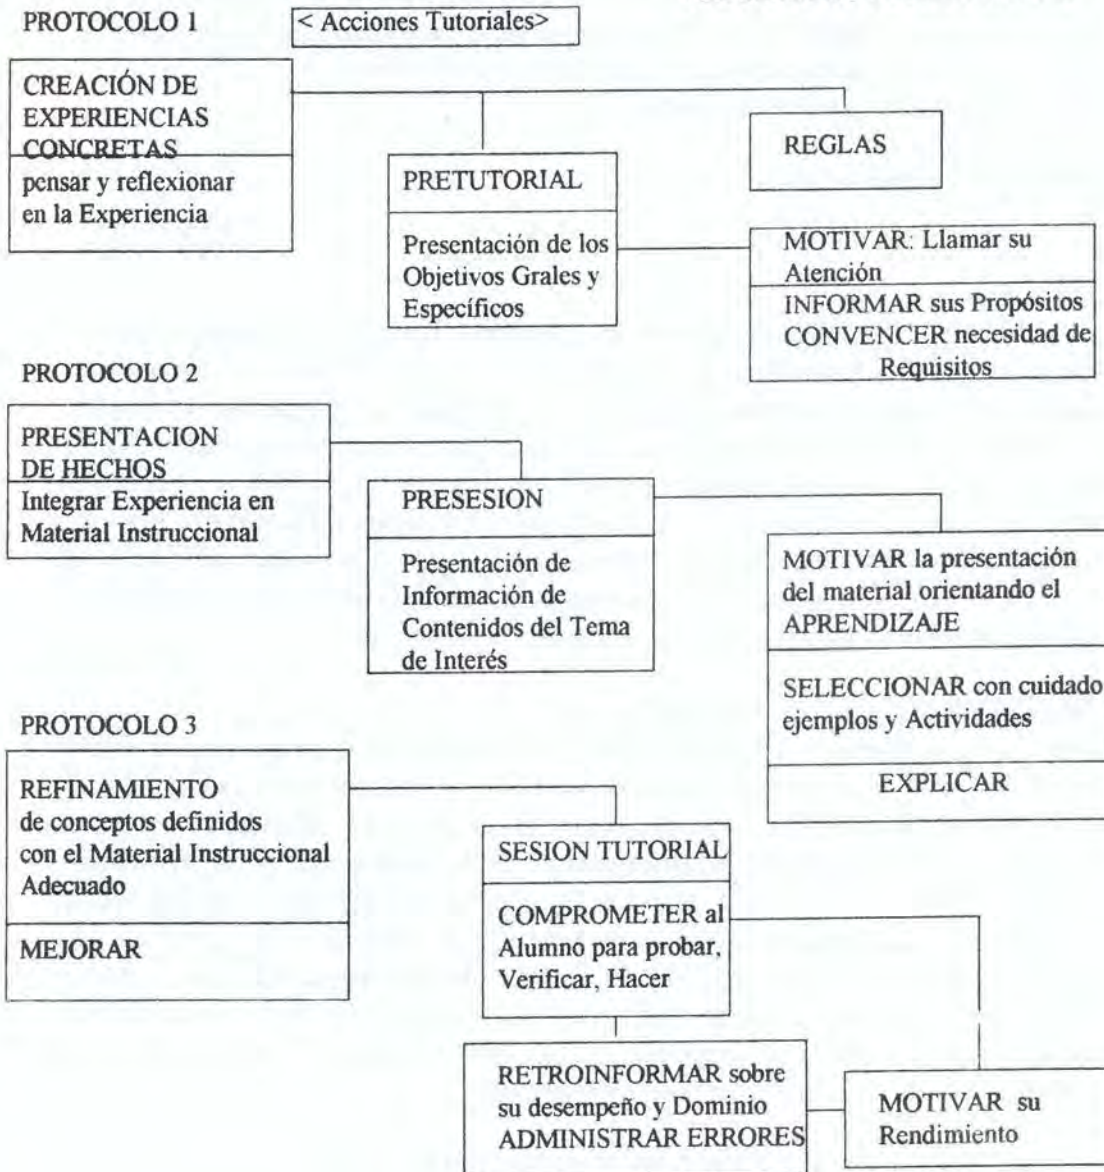 PROTOCOLO 1
< Acciones Tutoriales>
CREACIÓN DE
EXPERIENCIAS
CONCRETAS
pensar y reflexionar
en la Experiencia
PRETUTORIAL
Presentación de los
Objetivos Grales y
Específicos
REGLAS
MOTIVAR: Llamar su
Atención
INFORMAR sus Propósitos
CONVENCER necesidad de
Requisitos
PROTOCOLO 2
PRESENTACION
DE HECHOS
Integrar Experiencia en
Material Instruccional
PRESESION
Presentación de
Información de
Contenidos del Tema
de Interés
MOTIVAR la presentación
del material orientando el
APRENDIZAJE
SELECCIONAR con cuidado
ejemplos y Actividades
EXPLICAR
PROTOCOLO 3
REFINAMIENTO
de conceptos definidos
con el Material Instruccional
Adecuado
MEJORAR
SESION TUTORIAL
COMPROMETER al
Alumno para probar,
Verificar, Hacer
RETROINFORMAR sobre
su desempeño y Dominio
ADMINISTRAR ERRORES
MOTIVAR su
Rendimiento